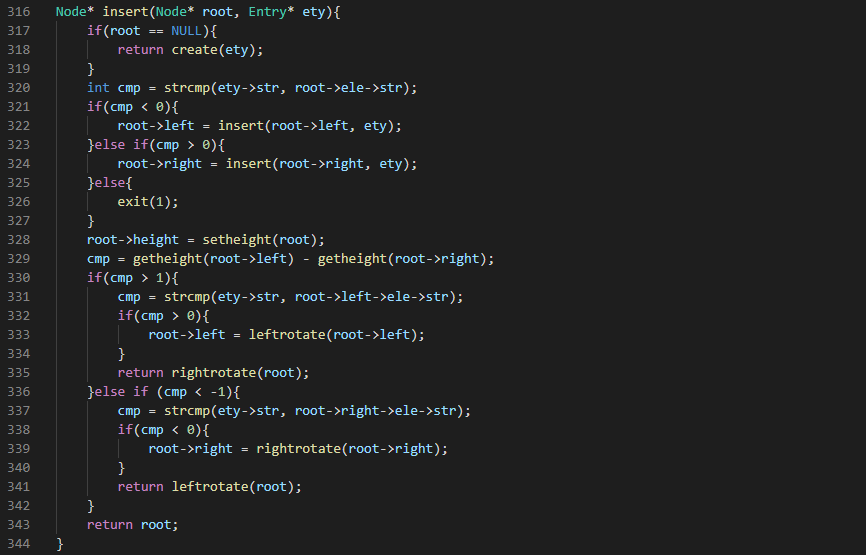 316 Node* insert(Node* root, Entry* ety){
317     if(root == NULL){
318         return create(ety);
319     }
320     int cmp = strcmp(ety->str, root->ele->str);
321     if(cmp < 0){
322         root->left = insert(root->left, ety);
323     }else if(cmp > 0){
324         root->right = insert(root->right, ety);
325     }else{
326         exit(1);
327     }
328     root->height = setheight(root);
329     cmp = getheight(root->left) - getheight(root->right);
330     if(cmp > 1){
331         cmp = strcmp(ety->str, root->left->ele->str);
332         if(cmp > 0){
333             root->left = leftrotate(root->left);
334         }
335         return rightrotate(root);
336     }else if (cmp < -1){
337         cmp = strcmp(ety->str, root->right->ele->str);
338         if(cmp < 0){
339             root->right = rightrotate(root->right);
340         }
341         return leftrotate(root);
342     }
343     return root;
344 }